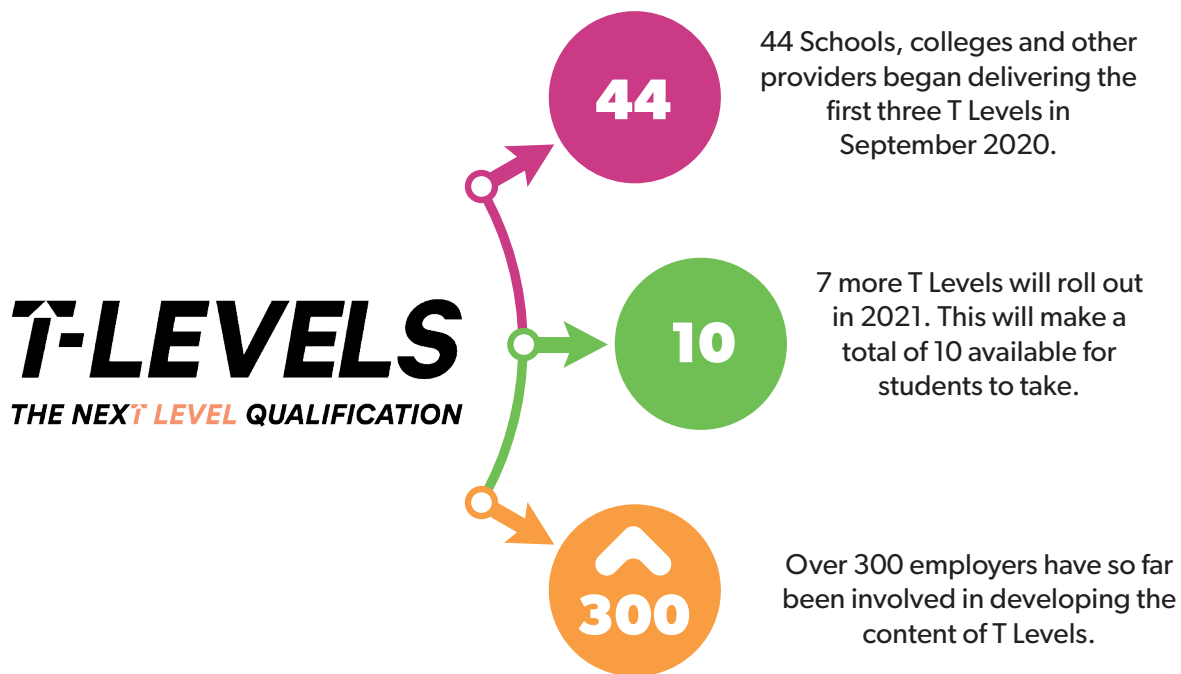 T-LEVELS
THE NEXT LEVEL QUALIFICATION
44
44 Schools, colleges and other
providers began delivering the
first three T Levels in
September 2020.
10
7 more T Levels will roll out
in 2021. This will make a
total of 10 available for
students to take.
300
Over 300 employers have so far
been involved in developing the
content of T Levels.